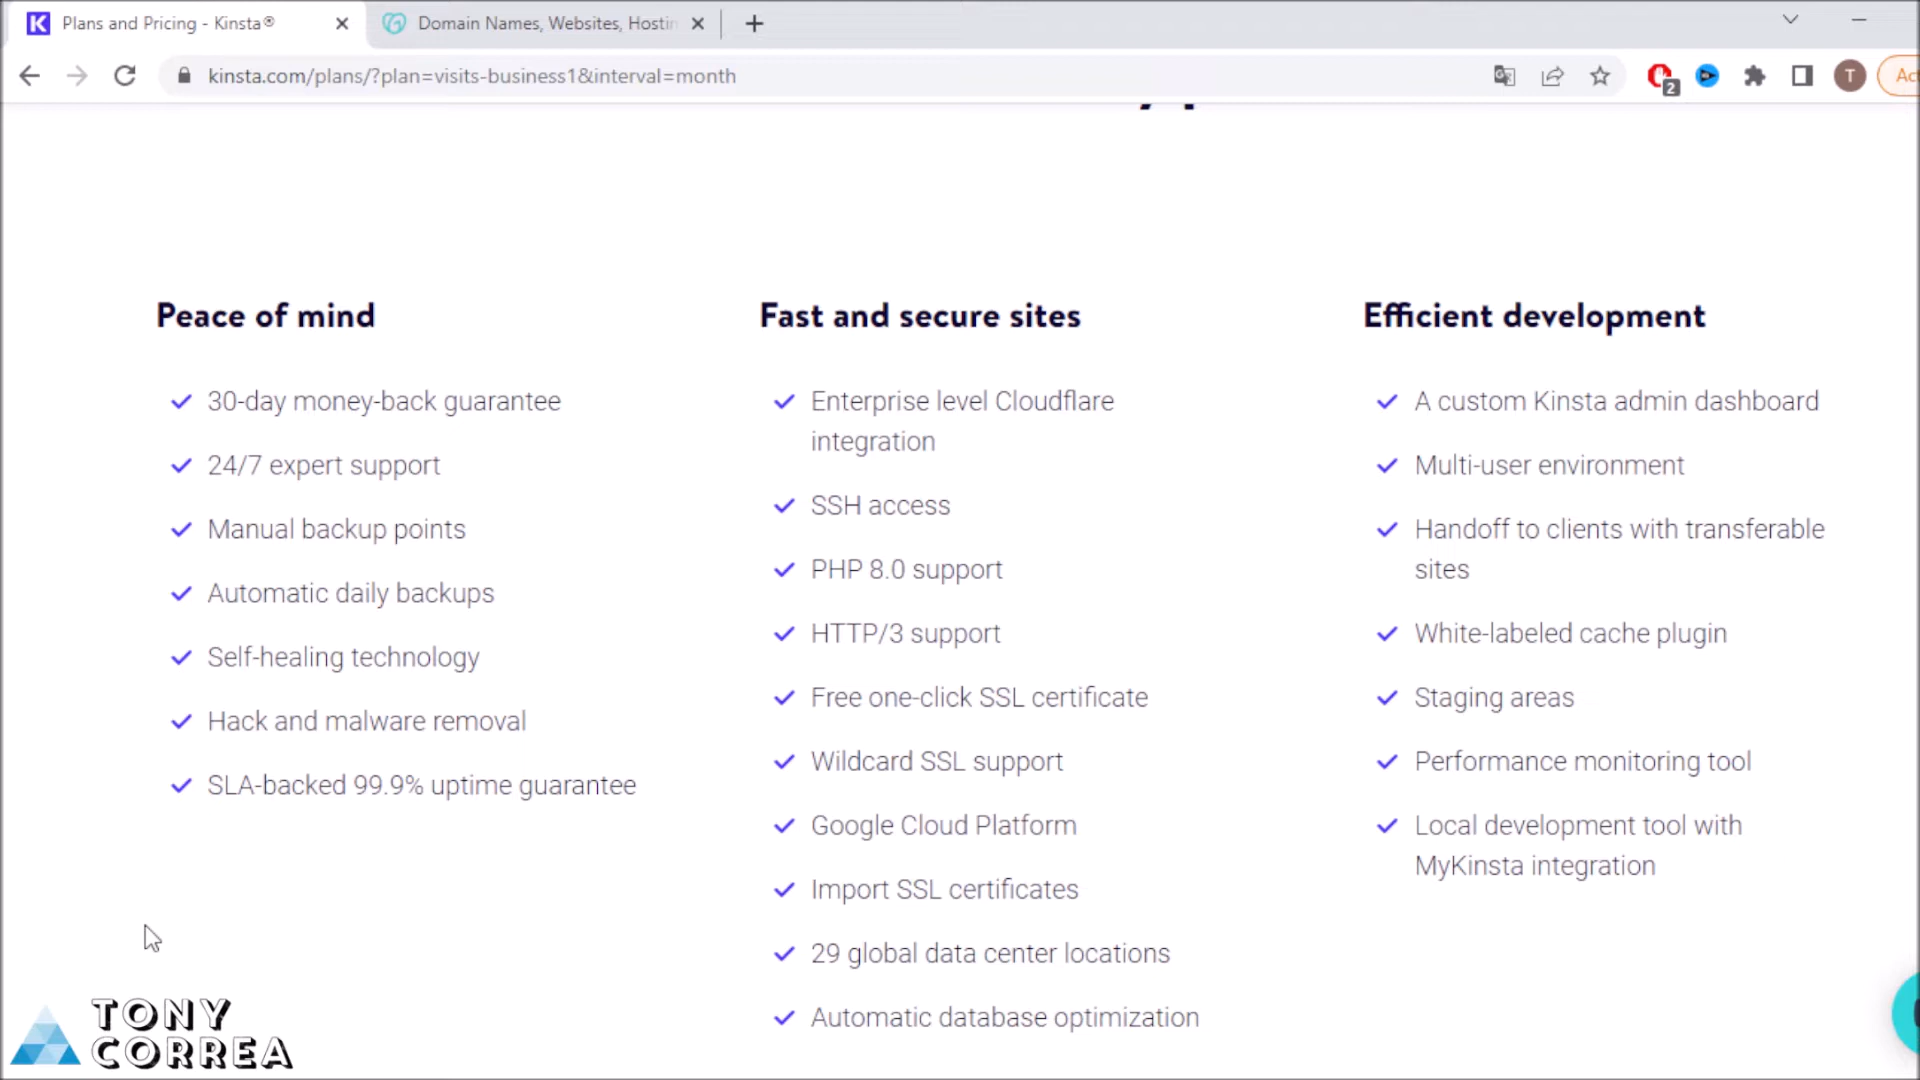 Plans and Pricing - Kinsta®
Domain Names, Websites, Hostin
kinsta.com/plans/?plan=visits-business1&interval=month
2
T
Act
Peace of mind
30-day money-back guarantee
24/7 expert support
Manual backup points
Automatic daily backups
Self-healing technology
Hack and malware removal
SLA-backed 99.9% uptime guarantee
Fast and secure sites
Enterprise level Cloudflare
integration
SSH access
PHP 8.0 support
HTTP/3 support
Free one-click SSL certificate
Wildcard SSL support
Google Cloud Platform
Import SSL certificates
29 global data center locations
Automatic database optimization
Efficient development
A custom Kinsta admin dashboard
Multi-user environment
Handoff to clients with transferable
sites
White-labeled cache plugin
Staging areas
Performance monitoring tool
Local development tool with
MyKinsta integration
TONY
CORREA